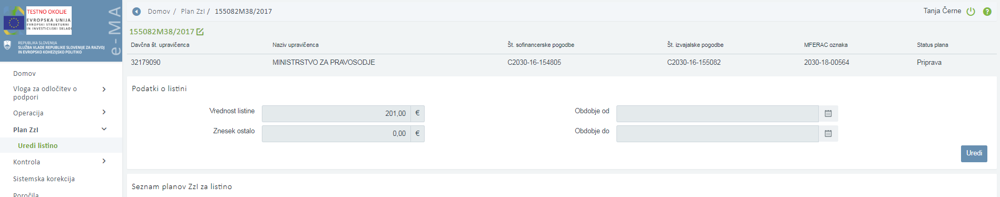 TESTNO OKOLJE
EVROPSKA UNIJA
EVROPSKI STRUKTURNI
IN INVESTICIJSKI SKLADI
REPUBLIKA SLOVENIJA
SLUŽBA VLADE REPUBLIKE SLOVENIJE ZA RAZVOJ
IN EVROPSKO KOHEZIJSKO POLITIKO
e-MA
Domov
Vloga za odločitev o
podpori
Operacija
Plan ZzI
Uredi listino
Kontrola
Sistemska korekcija
Poročila
Domov / Plan ZzI / 155082M38/2017
Tanja Černe
155082M38/2017
Davčna št. upravičenca Naziv upravičenca Št. sofinancerske pogodbe Št. izvajalske pogodbe MFERAC oznaka Status plana
32179090 MINISTRSTVO ZA PRAVOSODJE C2030-16-154805 C2030-16-155082 2030-18-00564 Priprava
Podatki o listini
Vrednost listine 201,00 € Obdobje od
Znesek ostalo 0,00 € Obdobje do
Uredi
Seznam planov ZzI za listino